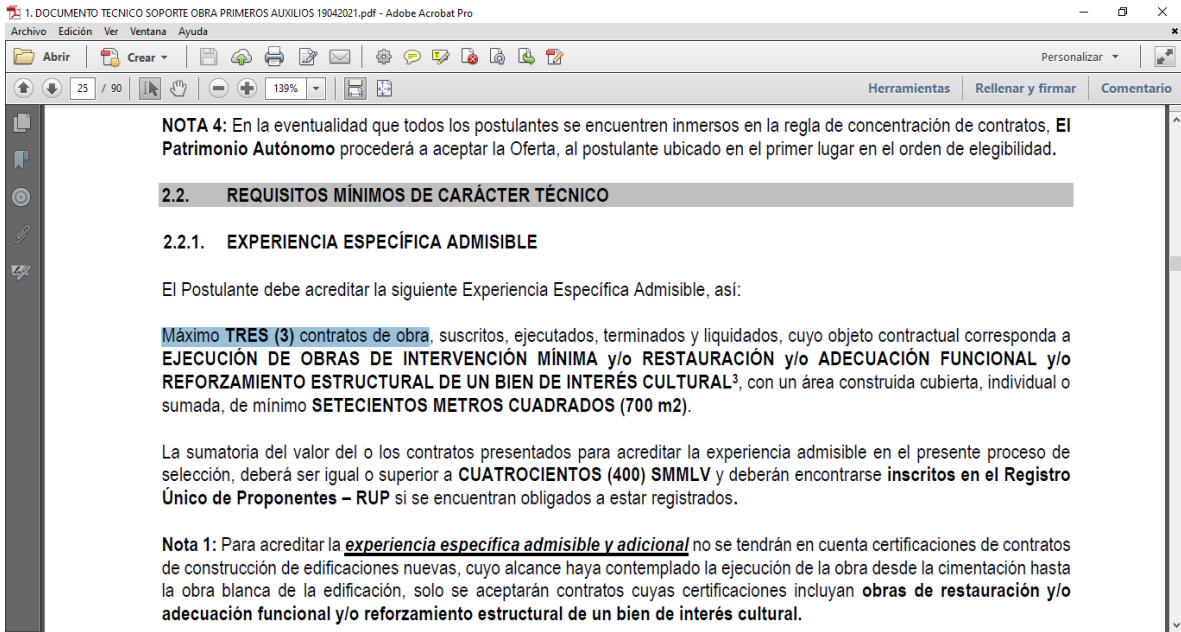 1. DOCUMENTO TECNICO SOPORTE OBRA PRIMEROS AUXILIOS 19042021.pdf - Adobe Acrobat Pro
Archivo Edición Ver Ventana Ayuda
Abrir Crear Personalizar
25 / 90 139% Herramientas Rellenar y firmar Comentario
NOTA 4: En la eventualidad que todos los postulantes se encuentren inmersos en la regla de concentración de contratos, El
Patrimonio Autónomo procederá a aceptar la Oferta, al postulante ubicado en el primer lugar en el orden de elegibilidad.
2.2. REQUISITOS MÍNIMOS DE CARÁCTER TÉCNICO
2.2.1. EXPERIENCIA ESPECÍFICA ADMISIBLE
El Postulante debe acreditar la siguiente Experiencia Específica Admisible, así:
Máximo TRES (3) contratos de obra, suscritos, ejecutados, terminados y liquidados, cuyo objeto contractual corresponda a
EJECUCIÓN DE OBRAS DE INTERVENCIÓN MÍNIMA y/o RESTAURACIÓN y/o ADECUACIÓN FUNCIONAL y/o
REFORZAMIENTO ESTRUCTURAL DE UN BIEN DE INTERÉS CULTURAL³, con un área construida cubierta, individual o
sumada, de mínimo SETECIENTOS METROS CUADRADOS (700 m2).
La sumatoria del valor del o los contratos presentados para acreditar la experiencia admisible en el presente proceso de
selección, deberá ser igual o superior a CUATROCIENTOS (400) SMMLV y deberán encontrarse inscritos en el Registro
Único de Proponentes – RUP si se encuentran obligados a estar registrados.
Nota 1: Para acreditar la experiencia específica admisible y adicional no se tendrán en cuenta certificaciones de contratos
de construcción de edificaciones nuevas, cuyo alcance haya contemplado la ejecución de la obra desde la cimentación hasta
la obra blanca de la edificación, solo se aceptarán contratos cuyas certificaciones incluyan obras de restauración y/o
adecuación funcional y/o reforzamiento estructural de un bien de interés cultural.